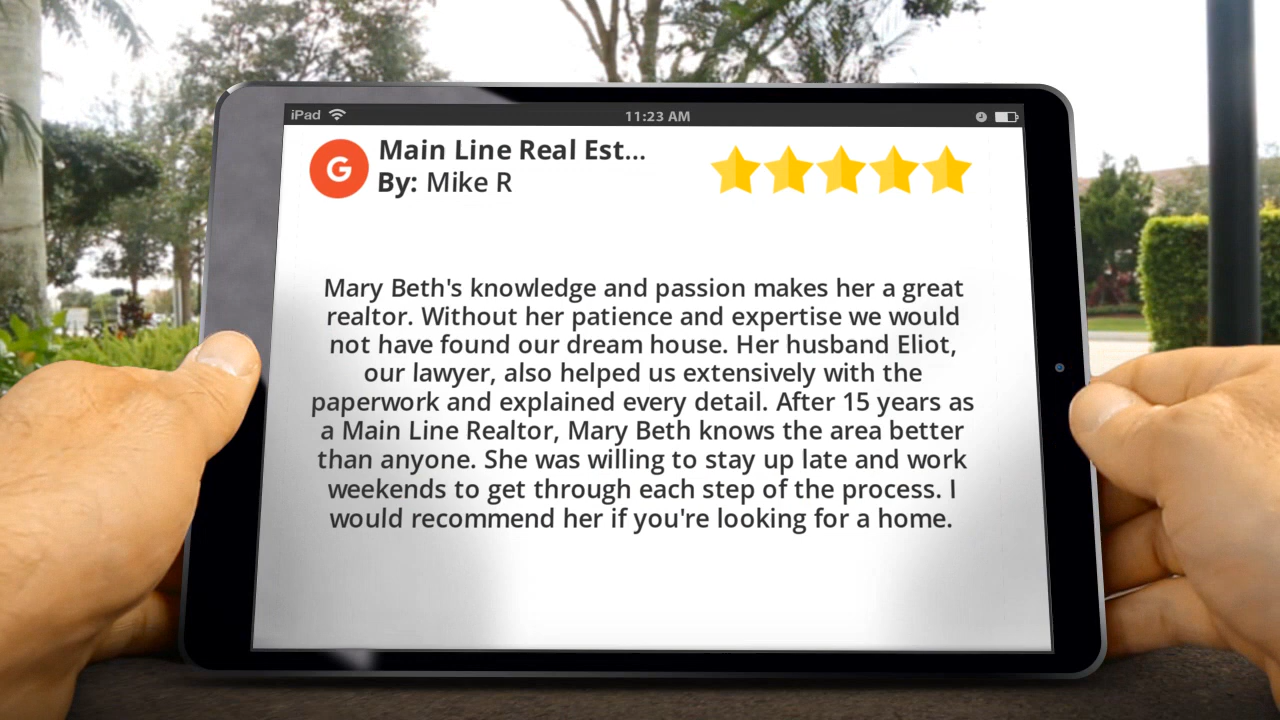 iPad 11:23 AM
G Main Line Real Est...
By: Mike R
Mary Beth's knowledge and passion makes her a great
realtor. Without her patience and expertise we would
not have found our dream house. Her husband Eliot,
our lawyer, also helped us extensively with the
paperwork and explained every detail. After 15 years as
a Main Line Realtor, Mary Beth knows the area better
than anyone. She was willing to stay up late and work
weekends to get through each step of the process. I
would recommend her if you're looking for a home.